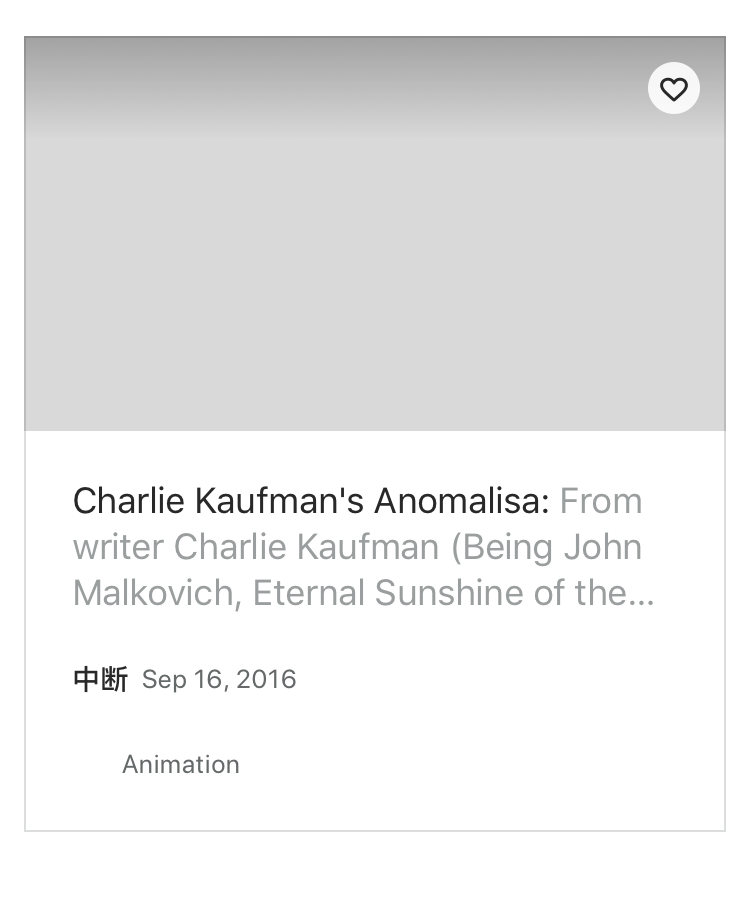 Charlie Kaufman's Anomalisa: From
writer Charlie Kaufman (Being John
Malkovich, Eternal Sunshine of the...
中断 Sep 16, 2016
Animation